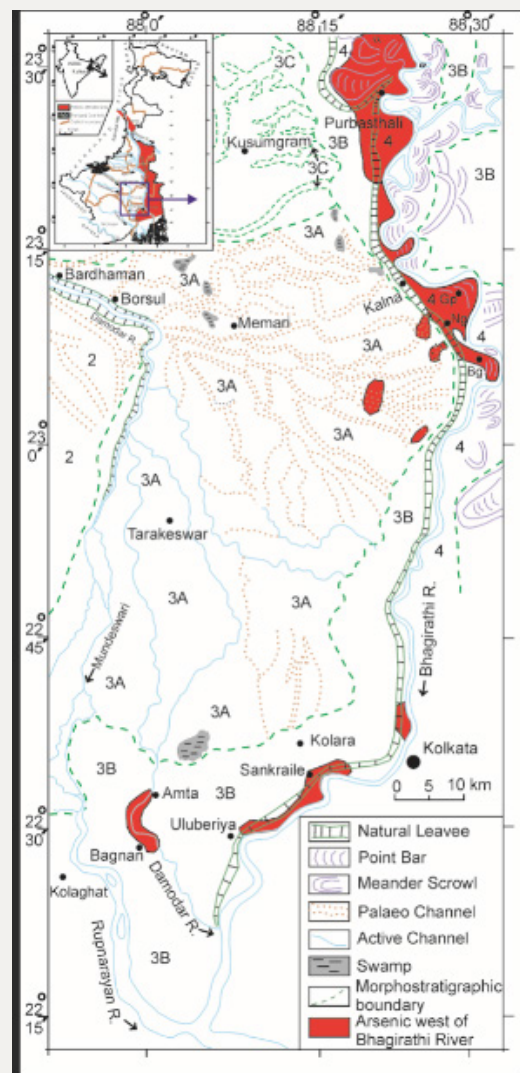 88 0
88 15
88 30
23
30
3C
4
3B
Purbasthali
4
Kusumgram
3B
3C
3B
23
15
3A
3A
Bardhaman
Borsul
Damodar R.
Memari
Kalna
4 Gp
Na
4
Bg
2
3A
3A
23
0
2
3A
3A
4
3B
4
Tarakeswar
3A
3A
22
45
Mundeswari
Bhagirathi R.
3A
3A
Kolara
Kolkata
3B
Sankraile
0 5 10 km
Amta
3B
Uluberiya
22
30
Bagnan
Kolaghat
Damodar R.
Rupnarayan R.
3B
22
15
Natural Leavee
Point Bar
Meander Scrowl
Palaeo Channel
Active Channel
Swamp
Morphostratigraphic
boundary
Arsenic west of
Bhagirathi River